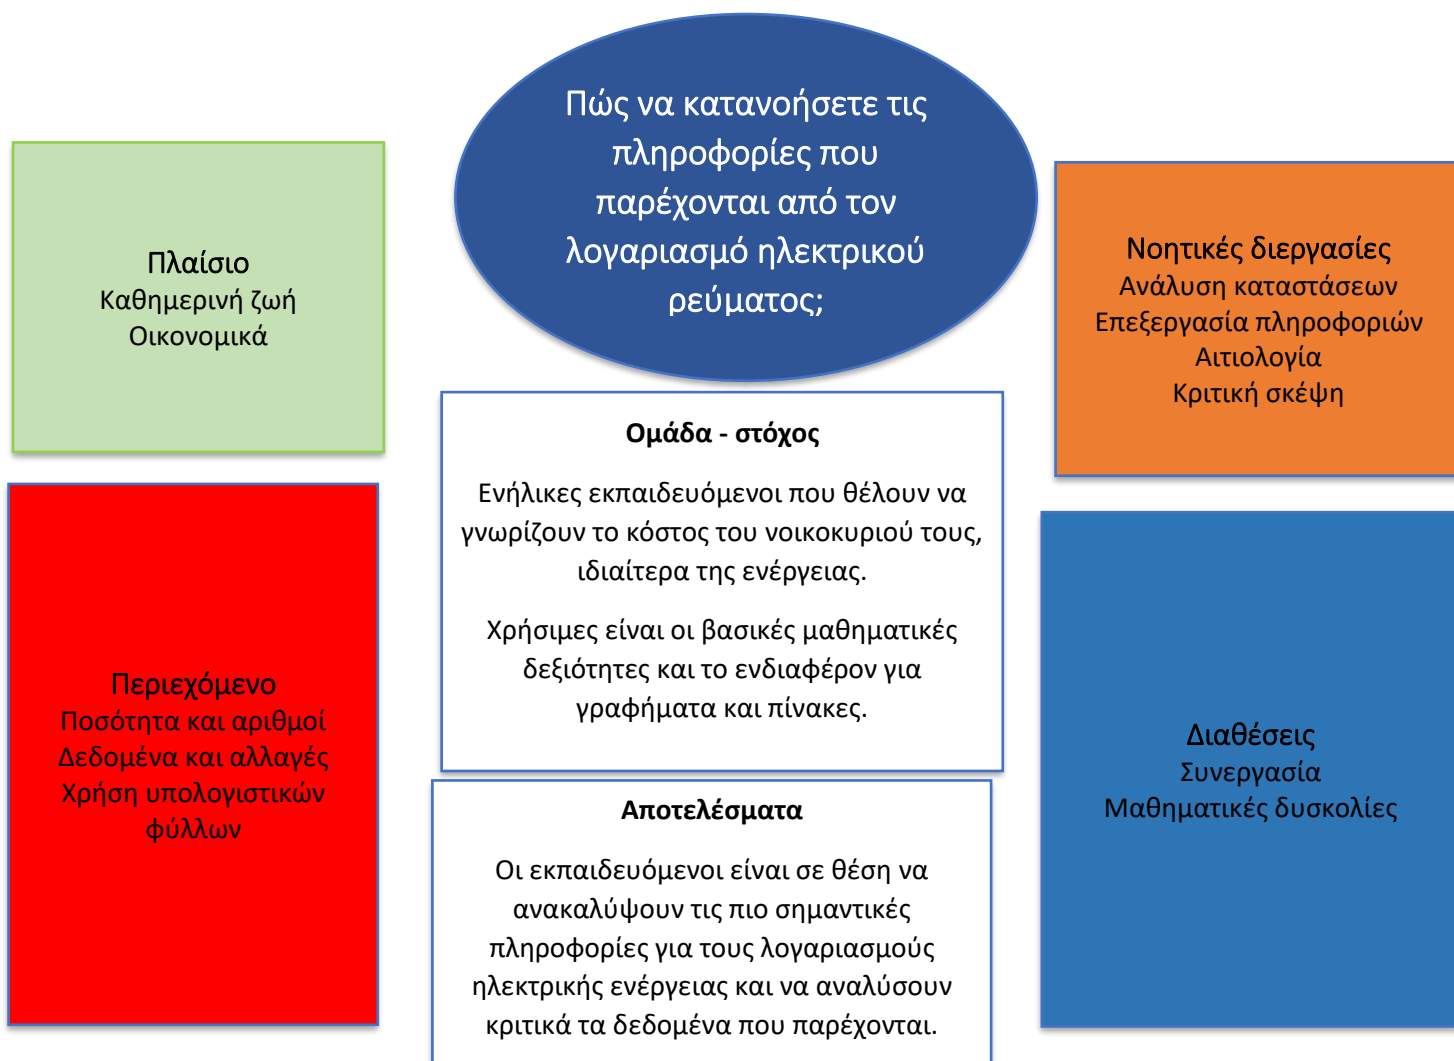 Πώς να κατανοήσετε τις
πληροφορίες που
παρέχονται από τον
λογαριασμό ηλεκτρικού
ρεύματος;
Πλαίσιο
Καθημερινή ζωή
Οικονομικά
Νοητικές διεργασίες
Ανάλυση καταστάσεων
Επεξεργασία πληροφοριών
Αιτιολογία
Κριτική σκέψη
Ομάδα - στόχος
Ενήλικες εκπαιδευόμενοι που θέλουν να
γνωρίζουν το κόστος του νοικοκυριού τους,
ιδιαίτερα της ενέργειας.
Χρήσιμες είναι οι βασικές μαθηματικές
δεξιότητες και το ενδιαφέρον για
γραφήματα και πίνακες.
Περιεχόμενο
Ποσότητα και αριθμοί
Δεδομένα και αλλαγές
Χρήση υπολογιστικών
φύλλων
Διαθέσεις
Συνεργασία
Μαθηματικές δυσκολίες
Αποτελέσματα
Οι εκπαιδευόμενοι είναι σε θέση να
ανακαλύψουν τις πιο σημαντικές
πληροφορίες για τους λογαριασμούς
ηλεκτρικής ενέργειας και να αναλύσουν
κριτικά τα δεδομένα που παρέχονται.